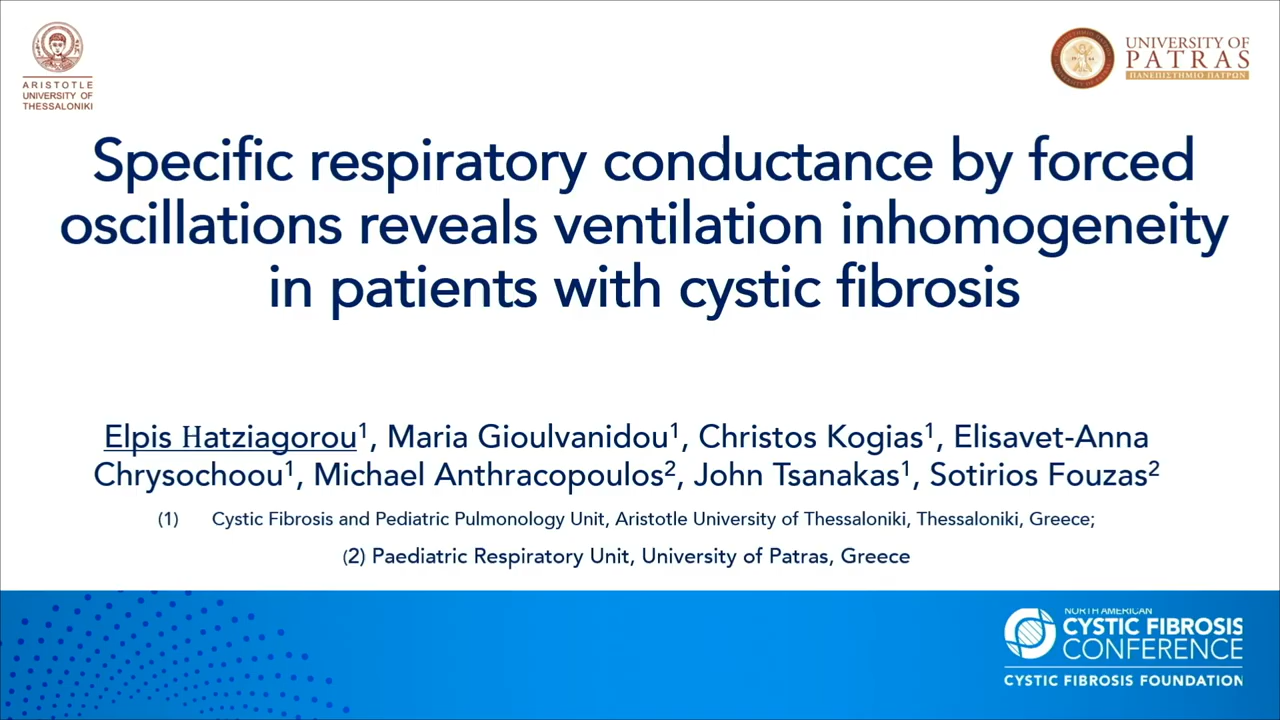 ARISTOTLE
UNIVERSITY OF
THESSALONIKI
UNIVERSITY OF
PATRAS
ΠΑΝΕΠΙΣΤΗΜΙΟ ΠΑΤΡΩΝ
Specific respiratory conductance by forced
oscillations reveals ventilation inhomogeneity
in patients with cystic fibrosis
Elpis Hatziagorou¹, Maria Gioulvanidou¹, Christos Kogias¹, Elisavet-Anna
Chrysochoou¹, Michael Anthracopoulos², John Tsanakas¹, Sotirios Fouzas²
(1) Cystic Fibrosis and Pediatric Pulmonology Unit, Aristotle University of Thessaloniki, Thessaloniki, Greece;
(2) Paediatric Respiratory Unit, University of Patras, Greece
NORTH AMERICAN
CYSTIC FIBROSIS
CONFERENCE
CYSTIC FIBROSIS FOUNDATION